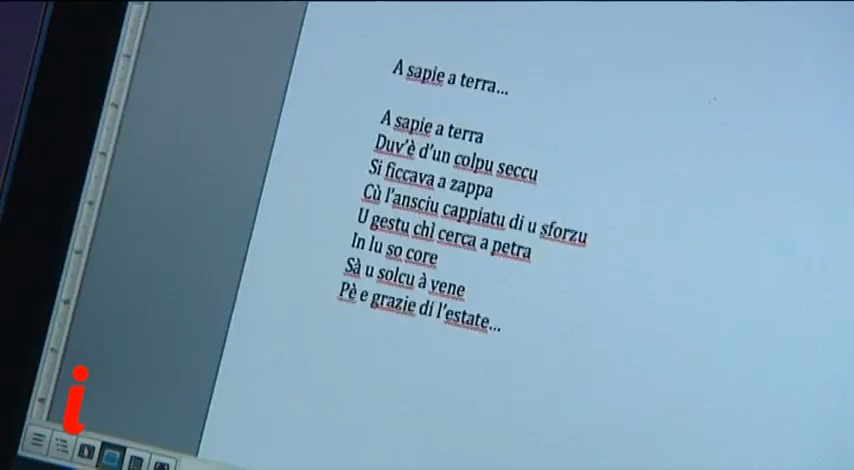 A sapie a terra...
A sapie a terra
Duv'è d'un colpu seccu
Si ficcava a zappa
Cù l'ansciu cappiatu di u sforzu
U gestu chì cerca a petra
In lu so core
Sà u solcu à vene
Pè e grazie di l'estate...
i